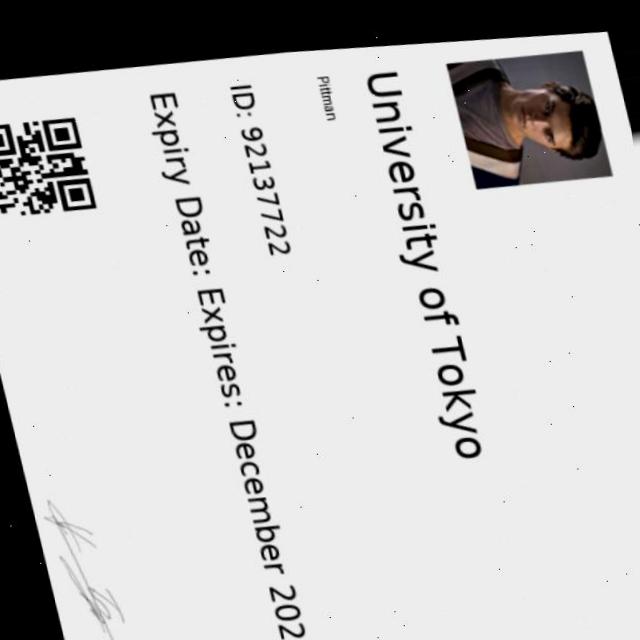 University of Tokyo
Pittman
ID: 92137722
Expiry Date: Expires: December 202